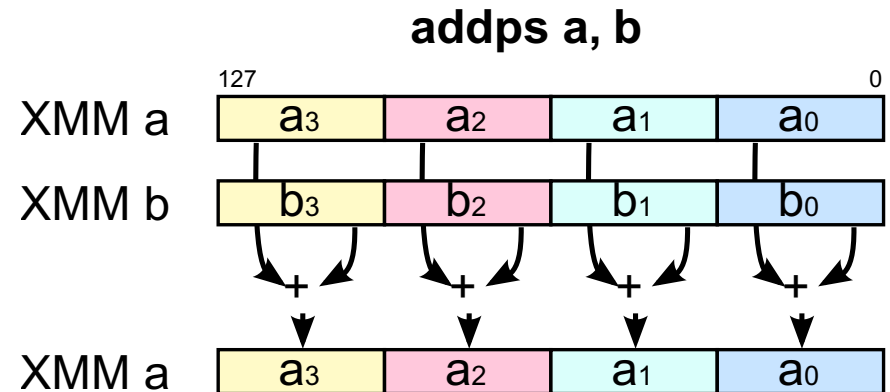 addps a, b
127 0
XMM a a3 a2 a1 a0
XMM b b3 b2 b1 b0
+ + + +
XMM a a3 a2 a1 a0